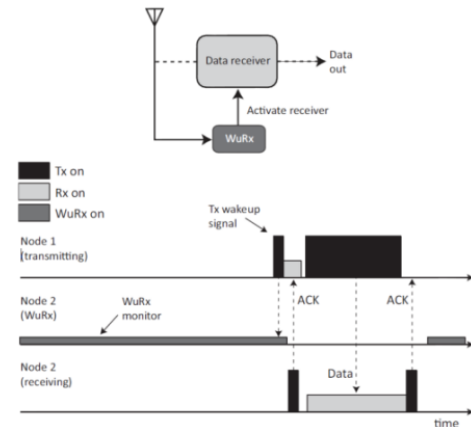 Data receiver
Data
out
Activate receiver
WuRx
Tx on
Rx on
WuRx on
Tx wakeup
signal
Node 1
(transmitting)
ACK
ACK
Node 2
(WuRx)
WuRx
monitor
Node 2
(receiving)
Data
time